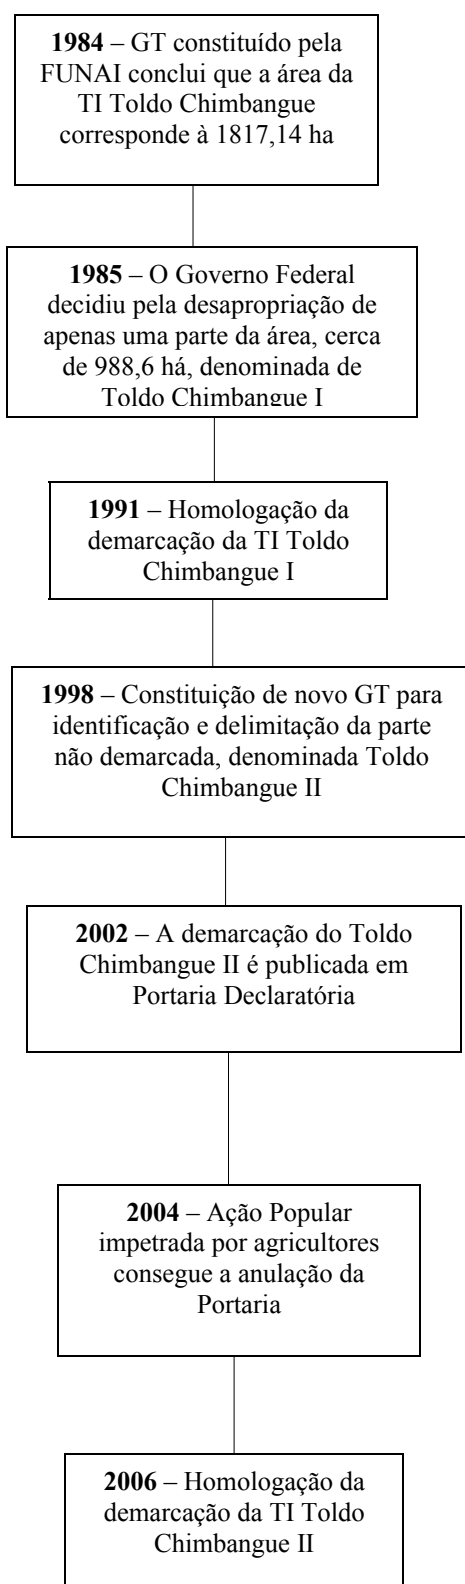 1984 – GT constituído pela
FUNAI conclui que a área da
TI Toldo Chimbangue
corresponde à 1817,14 ha
1985 – O Governo Federal
decidiu pela desapropriação de
apenas uma parte da área, cerca
de 988,6 há, denominada de
Toldo Chimbangue I
1991 – Homologação da
demarcação da TI Toldo
Chimbangue I
1998 – Constituição de novo GT para
identificação e delimitação da parte
não demarcada, denominada Toldo
Chimbangue II
2002 – A demarcação do Toldo
Chimbangue II é publicada em
Portaria Declaratória
2004 – Ação Popular
impetrada por agricultores
consegue a anulação da
Portaria
2006 – Homologação da
demarcação da TI Toldo
Chimbangue II